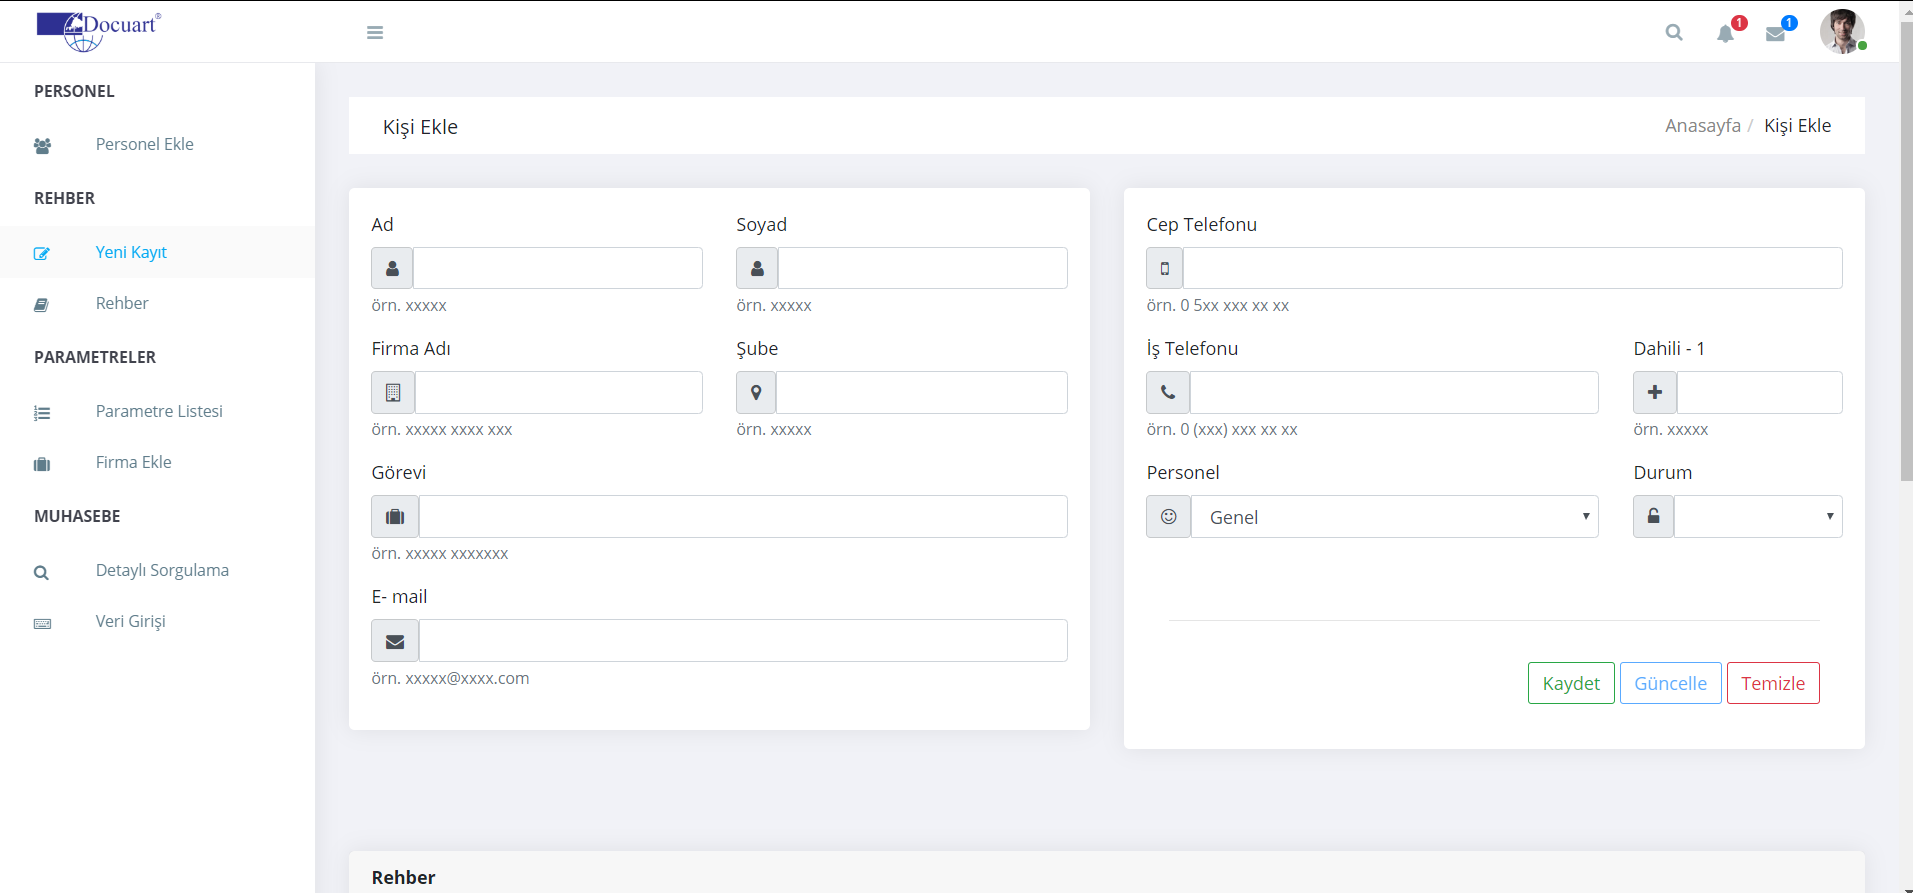 Docuart®
1
1
PERSONEL
Personel Ekle
REHBER
Yeni Kayıt
Rehber
PARAMETRELER
Parametre Listesi
Firma Ekle
MUHASEBE
Detaylı Sorgulama
Veri Girişi
Kişi Ekle
Anasayfa / Kişi Ekle
Ad
örn. xxxxx
Soyad
örn. xxxxx
Firma Adı
örn. xxxxx xxxx xxx
Şube
örn. xxxxx
Görevi
örn. xxxxx xxxxxxx
E- mail
örn. xxxxx@xxxx.com
Cep Telefonu
örn. 0 5xx xxx xx xx
İş Telefonu
örn. 0 (xxx) xxx xx xx
Dahili - 1
örn. xxxxx
Personel
Genel
Durum
Kaydet
Güncelle
Temizle
Rehber